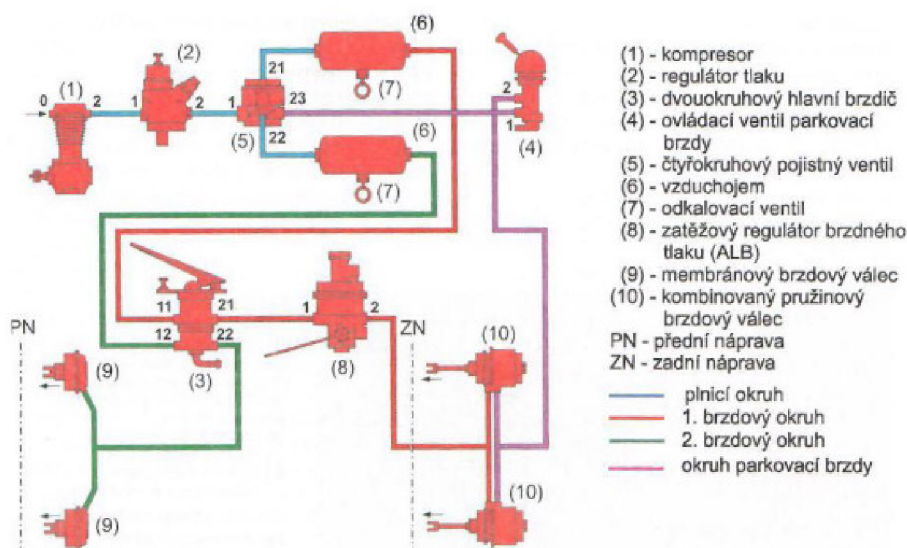 (1)
(2)
(6)
0
2
1
2
1
21
23
22
(5)
(7)
(6)
(7)
2
1
(4)
11
21
12
22
(3)
1
2
(8)
PN
ZN
(9)
(9)
(10)
(10)
(1) - kompresor
(2) - regulátor tlaku
(3) - dvouokruhový hlavní brzdič
(4) - ovládací ventil parkovací
brzdy
(5) - čtyřokruhový pojistný ventil
(6) - vzduchojem
(7) - odkalovací ventil
(8) - zatěžový regulátor brzdného
tlaku (ALB)
(9) - membránový brzdový válec
(10) - kombinovaný pružinový
brzdový válec
PN - přední náprava
ZN - zadní náprava
plnicí okruh
1. brzdový okruh
2. brzdový okruh
okruh parkovací brzdy